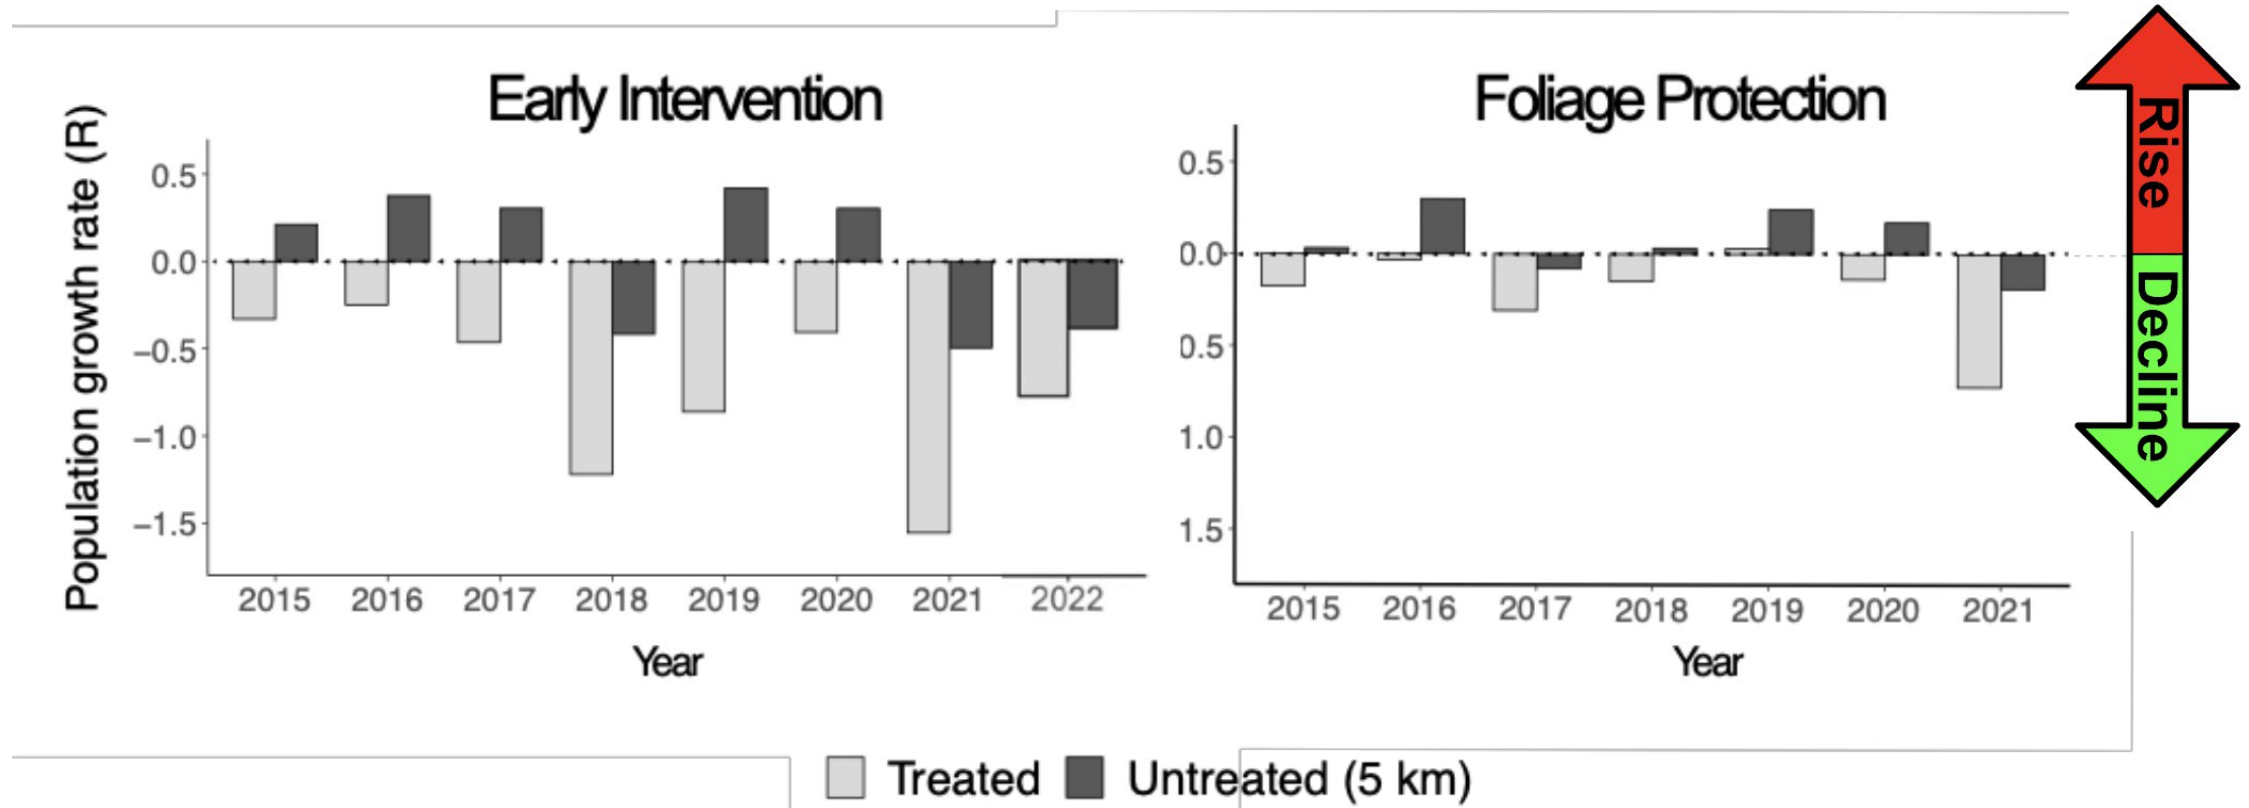 Early Intervention
Population growth rate (R)
0.5
0.0
−0.5
−1.0
−1.5
2015 2016 2017 2018 2019 2020 2021 2022
Year
Foliage Protection
0.5
0.0
0.5
1.0
1.5
2015 2016 2017 2018 2019 2020 2021
Year
Rise
Decline
Treated Untreated (5 km)